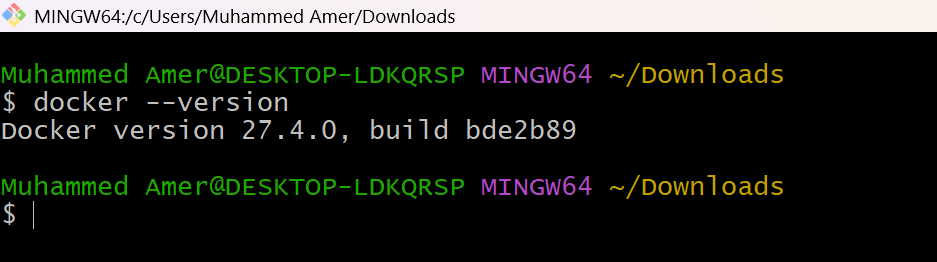 MINGW64:/c/Users/Muhammed Amer/Downloads
Muhammed Amer@DESKTOP-LDKQRSP MINGW64 ~/Downloads
$ docker --version
Docker version 27.4.0, build bde2b89
Muhammed Amer@DESKTOP-LDKQRSP MINGW64 ~/Downloads
$